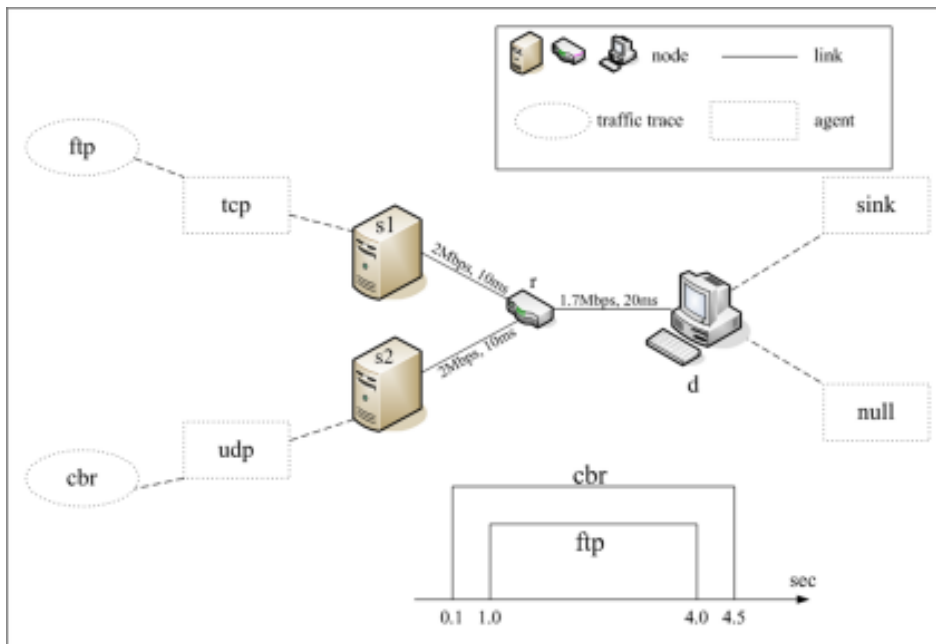 node
link
traffic trace
agent
ftp
tcp
sink
s1
2Mbps, 10ms
r
1.7Mbps, 20ms
s2
2Mbps, 10ms
d
null
udp
cbr
cbr
ftp
sec
0.1
1.0
4.0
4.5